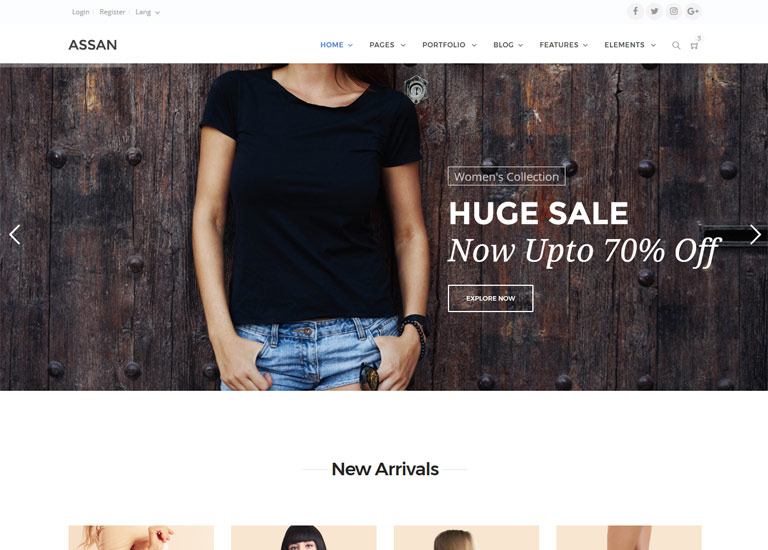 Login Register Lang
ASSAN HOME PAGES PORTFOLIO BLOG FEATURES ELEMENTS 3
Women's Collection
HUGE SALE
Now Upto 70% Off
EXPLORE NOW
New Arrivals